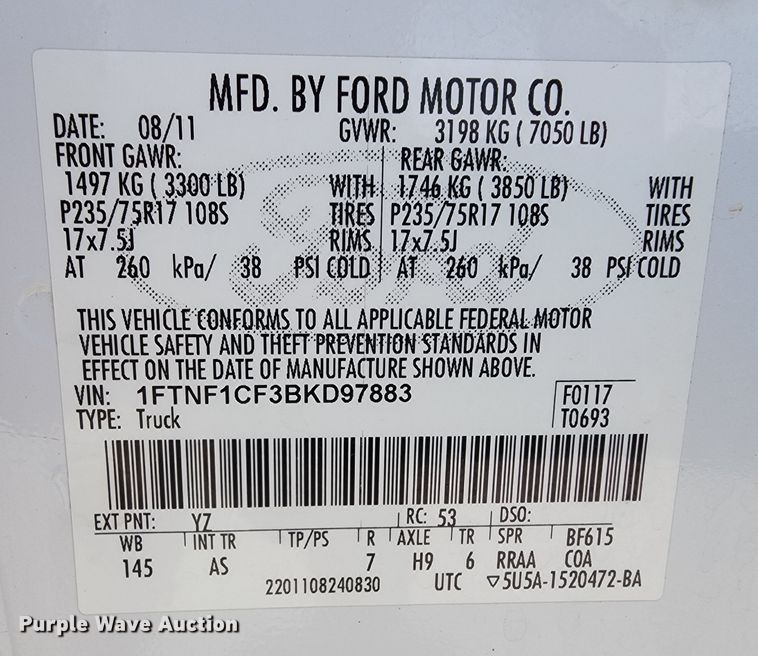 MFD. BY FORD MOTOR CO.
DATE: 08/11 GVWR: 3198 KG ( 7050 LB)
FRONT GAWR: REAR GAWR:
1497 KG ( 3300 LB) WITH 1746 KG ( 3850 LB) WITH
P235/75R17 108S TIRES P235/75R17 108S TIRES
17x7.5J RIMS 17x7.5J RIMS
AT 260 kPa/ 38 PSI COLD AT 260 kPa/ 38 PSI COLD
THIS VEHICLE CONFORMS TO ALL APPLICABLE FEDERAL MOTOR
VEHICLE SAFETY AND THEFT PREVENTION STANDARDS IN
EFFECT ON THE DATE OF MANUFACTURE SHOWN ABOVE.
VIN: 1FTNF1CF3BKD97883 F0117
TYPE: Truck T0693
EXT PNT: YZ RC: 53 DSO:
WB INT TR TP/PS R AXLE TR SPR BF615
145 AS 7 H9 6 RRAA COA
2201108240830 UTC ▽5U5A-1520472-BA
Ford
Purple Wave Auction